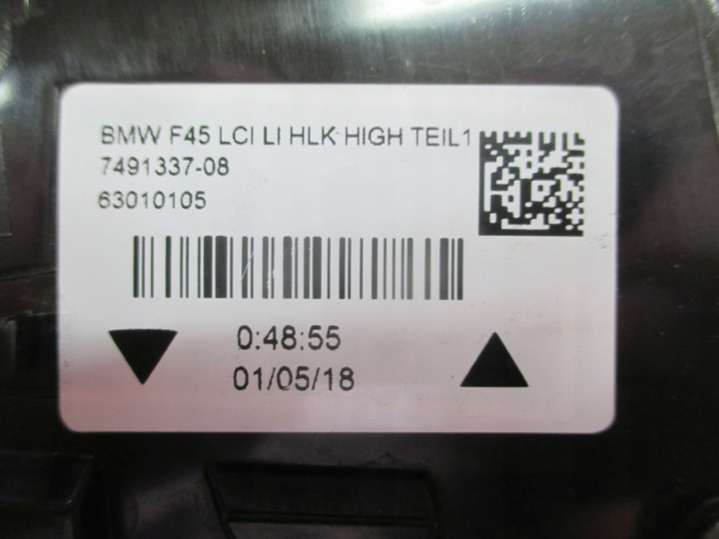 BMW F45 LCI LI HLK HIGH TEIL1
7491337-08
63010105
0:48:55
01/05/18